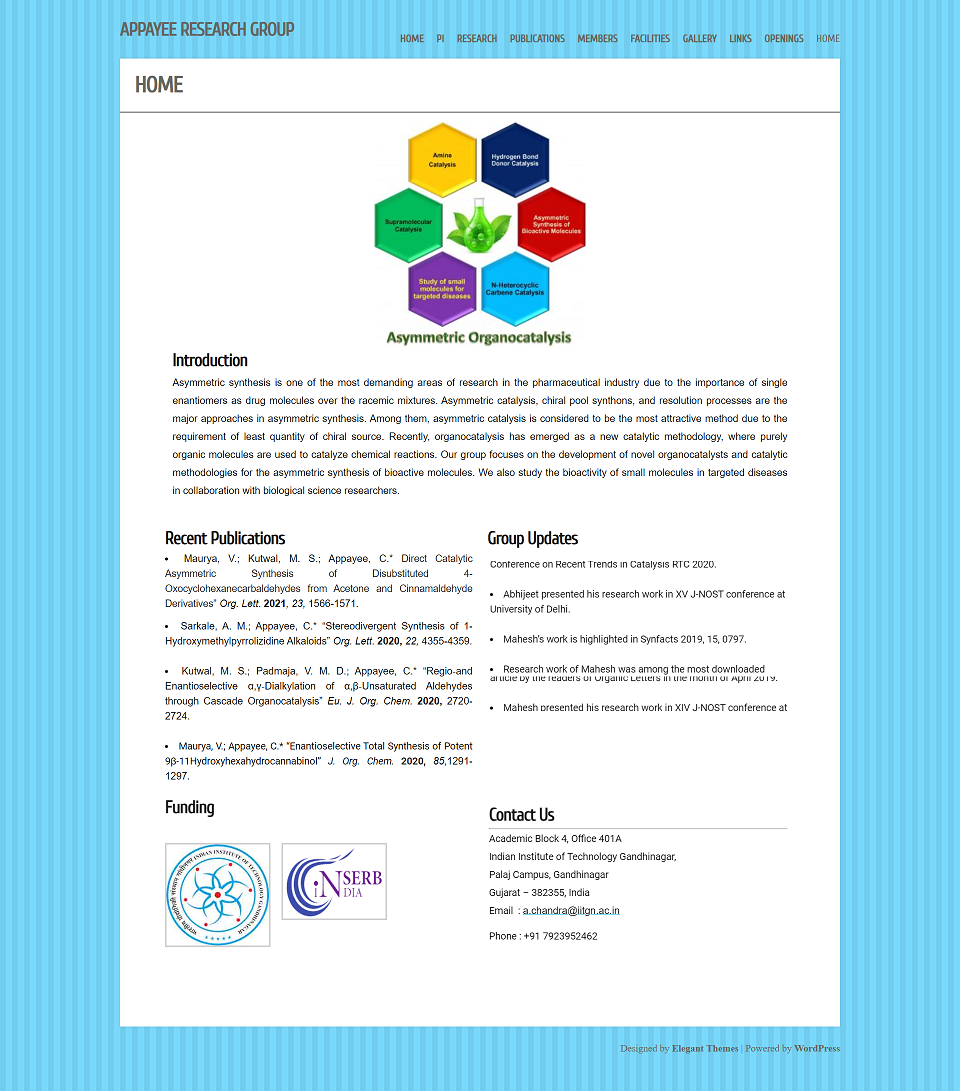 APPAYEE RESEARCH GROUP
HOME PI RESEARCH PUBLICATIONS MEMBERS FACILITIES GALLERY LINKS OPENINGS HOME
HOME
Amine
Catalysis
Hydrogen Bond
Donor Catalysis
Supramolecular
Catalysis
Asymmetric
Synthesis of
Bioactive Molecules
Study of small
molecules for
targeted diseases
N-Heterocyclic
Carbene Catalysis
Asymmetric Organocatalysis
Introduction
Asymmetric synthesis is one of the most demanding areas of research in the pharmaceutical industry due to the importance of single
enantiomers as drug molecules over the racemic mixtures. Asymmetric catalysis, chiral pool synthons, and resolution processes are the
major approaches in asymmetric synthesis. Among them, asymmetric catalysis is considered to be the most attractive method due to the
requirement of least quantity of chiral source. Recently, organocatalysis has emerged as a new catalytic methodology, where purely
organic molecules are used to catalyze chemical reactions. Our group focuses on the development of novel organocatalysts and catalytic
methodologies for the asymmetric synthesis of bioactive molecules. We also study the bioactivity of small molecules in targeted diseases
in collaboration with biological science researchers.
Recent Publications
• Maurya, V.; Kutwal, M. S.; Appayee, C.* Direct Catalytic
Asymmetric Synthesis of Disubstituted 4-
Oxocyclohexanecarbaldehydes from Acetone and Cinnamaldehyde
Derivatives” Org. Lett. 2021, 23, 1566-1571.
• Sarkale, A. M.; Appayee, C.* “Stereodivergent Synthesis of 1-
Hydroxymethylpyrrolizidine Alkaloids” Org. Lett. 2020, 22, 4355-4359.
• Kutwal, M. S.; Padmaja, V. M. D.; Appayee, C.* “Regio-and
Enantioselective α,γ-Dialkylation of α,β-Unsaturated Aldehydes
through Cascade Organocatalysis” Eu. J. Org. Chem. 2020, 2720-
2724.
• Maurya, V.; Appayee, C.* “Enantioselective Total Synthesis of Potent
9β-11Hydroxyhexahydrocannabinol” J. Org. Chem. 2020, 85,1291-
1297.
Group Updates
Conference on Recent Trends in Catalysis RTC 2020.
• Abhijeet presented his research work in XV J-NOST conference at
University of Delhi.
• Mahesh’s work is highlighted in Synfacts 2019, 15, 0797.
• Research work of Mahesh was among the most downloaded
article by the readers of Organic Letters in the month of April 2019.
• Mahesh presented his research work in XIV J-NOST conference at
Funding
INDIAN INSTITUTE OF TECHNOLOGY GANDHINAGAR
भारतीय प्रौद्योगिकी संस्थान गांधीनगर
iNDIA
SERB
Contact Us
Academic Block 4, Office 401A
Indian Institute of Technology Gandhinagar,
Palaj Campus, Gandhinagar
Gujarat – 382355, India
Email : a.chandra@iitgn.ac.in
Phone : +91 7923952462
Designed by Elegant Themes | Powered by WordPress